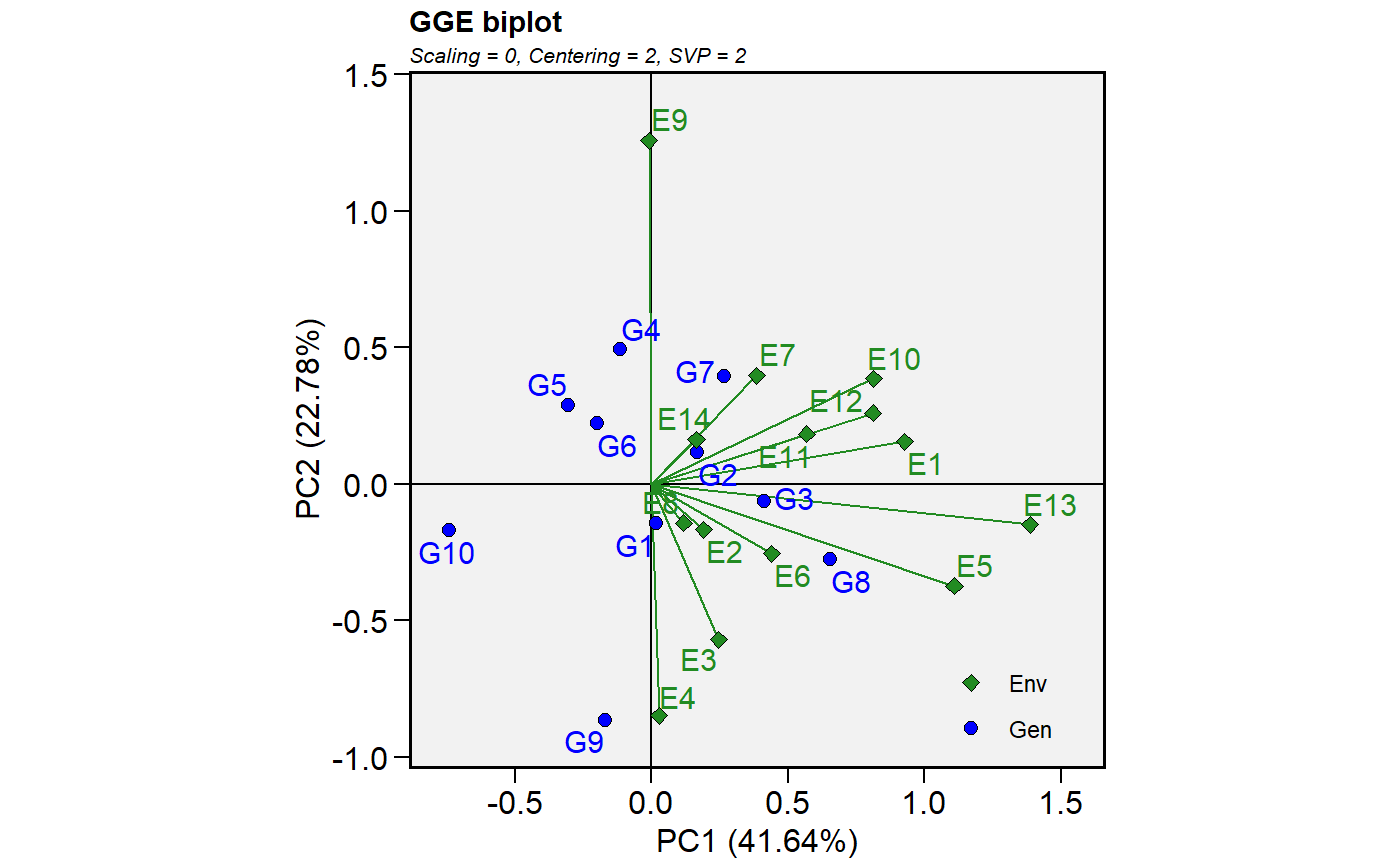 GGE biplot
Scaling = 0, Centering = 2, SVP = 2
1.5
1.0
0.5
0.0
-0.5
-1.0
PC2 (22.78%)
E9
G4
G7
E7
E10
G5
E12
E14
G6
E11
G2
E1
G3
E13
G10
G1
E2
E6
G8
E5
E3
E4
G9
Env
Gen
-0.5
0.0
0.5
1.0
1.5
PC1 (41.64%)